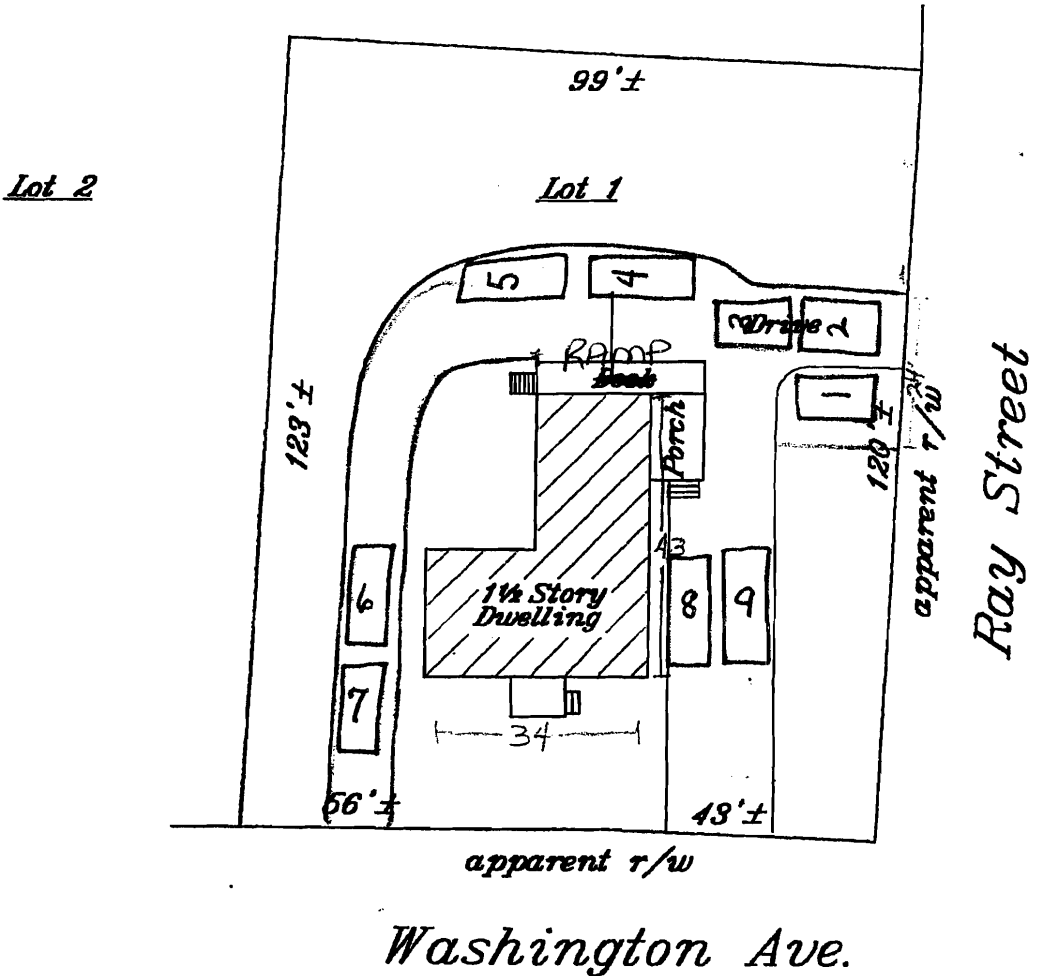 99'±
Lot 2
Lot 1
5
4
3
Drive
2
RAMP
Deck
24'
1
Porch
123'±
120'±
apparent r/w
Ray Street
43
6
1½ Story
Dwelling
8
9
7
34
56'±
43'±
apparent r/w
Washington Ave.